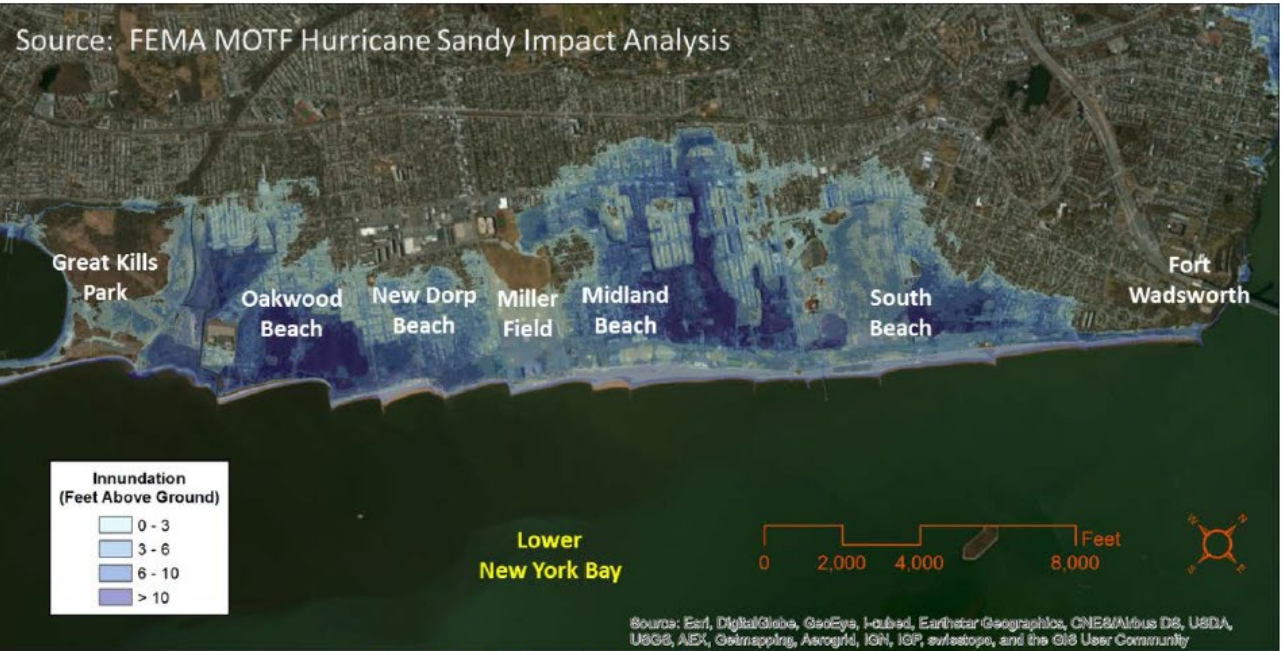 Source:  FEMA MOTF Hurricane Sandy Impact Analysis
Great Kills
Park
Oakwood
Beach
New Dorp
Beach
Miller
Field
Midland
Beach
South
Beach
Fort
Wadsworth
Innundation
(Feet Above Ground)
0 - 3
3 - 6
6 - 10
> 10
Lower
New York Bay
Feet
0 2,000 4,000 8,000
W N
S E
Source: Esri, DigitalGlobe, GeoEye, i-cubed, Earthstar Geographics, CNES/Airbus DS, USDA,
USGS, AEX, Getmapping, Aerogrid, IGN, IGP, swisstopo, and the GIS User Community